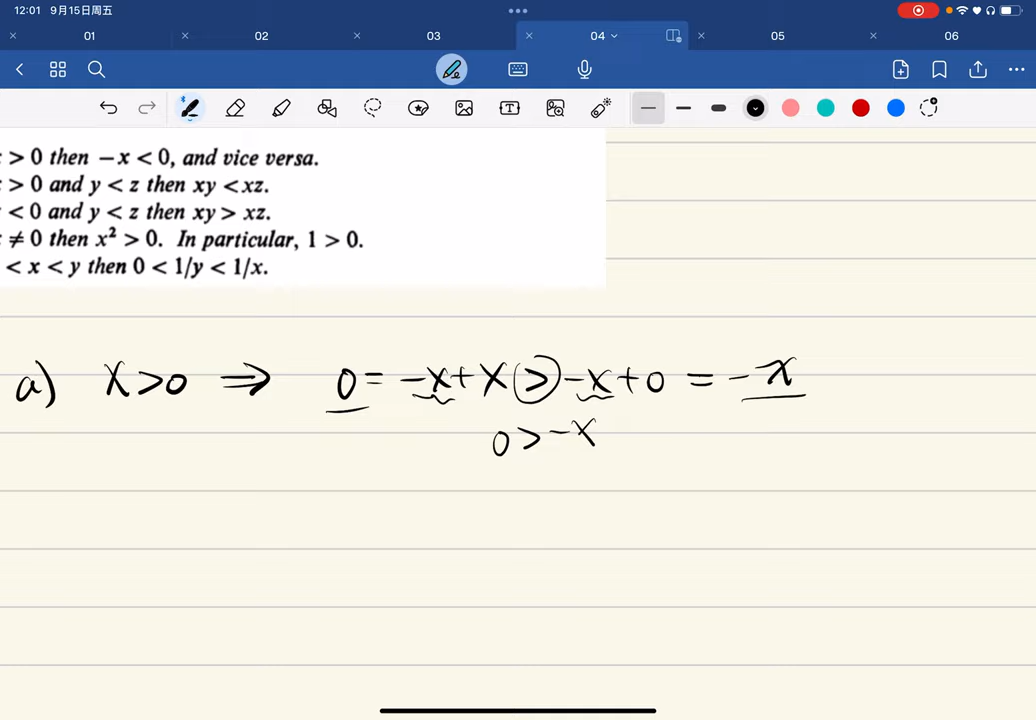 12:01 9月15日周五
01 02 03 04 05 06
> 0 then −x < 0, and vice versa.
> 0 and y < z then xy < xz.
< 0 and y < z then xy > xz.
≠ 0 then x² > 0. In particular, 1 > 0.
< x < y then 0 < 1/y < 1/x.
a) x > 0 ⇒ 0 = −x + x > −x + 0 = −x
0 > −x